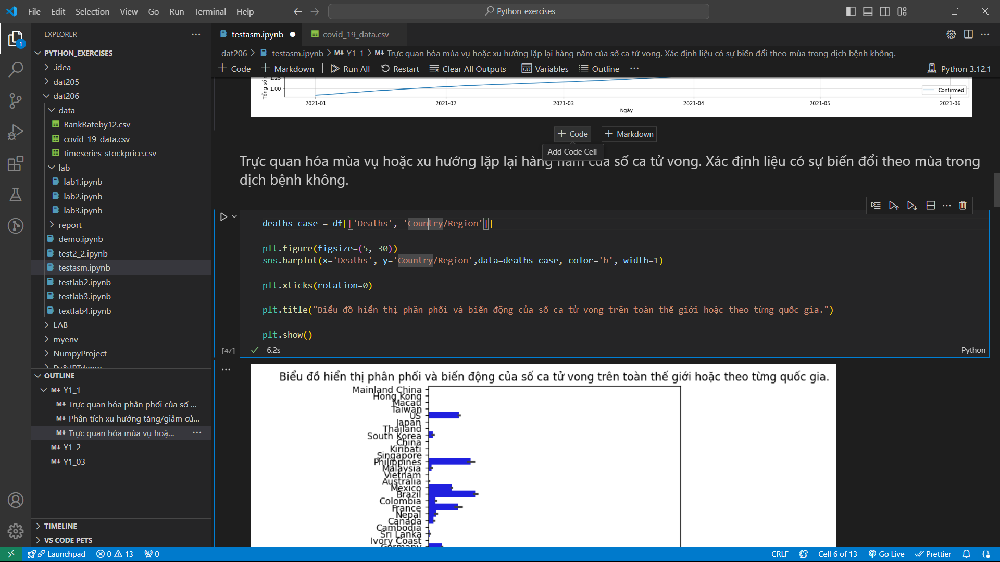 File Edit Selection View Go Run Terminal Help
Python_exercises
EXPLORER
1
PYTHON_EXERCISES
.idea
dat205
dat206
data
BankRateby12.csv
covid_19_data.csv
timeseries_stockprice.csv
lab
lab1.ipynb
lab2.ipynb
lab3.ipynb
report
demo.ipynb
test2_2.ipynb
testasm.ipynb
testlab2.ipynb
testlab3.ipynb
textlab4.ipynb
LAB
myenv
NumpyProject
OUTLINE
Y1_1
Trực quan hóa phân phối của số ...
Phân tích xu hướng tăng/giảm củ...
Trực quan hóa mùa vụ hoặ...
Y1_2
Y1_03
TIMELINE
VS CODE PETS
testasm.ipynb
covid_19_data.csv
dat206 > testasm.ipynb > Y1_1 > Trực quan hóa mùa vụ hoặc xu hướng lặp lại hàng năm của số ca tử vong. Xác định liệu có sự biến đổi theo mùa trong dịch bệnh không.
+ Code + Markdown Run All Restart Clear All Outputs Variables Outline ...
Python 3.12.1
1.25
1.00
Tổng số
Confirmed
2021-01 2021-02 2021-03 2021-04 2021-05 2021-06
Ngày
+ Code + Markdown
Add Code Cell
Trực quan hóa mùa vụ hoặc xu hướng lặp lại hàng năm của số ca tử vong. Xác định liệu có sự biến đổi theo mùa trong
dịch bệnh không.
deaths_case = df[['Deaths', 'Country/Region']]
plt.figure(figsize=(5, 30))
sns.barplot(x='Deaths', y='Country/Region',data=deaths_case, color='b', width=1)
plt.xticks(rotation=0)
plt.title("Biểu đồ hiển thị phân phối và biến động của số ca tử vong trên toàn thế giới hoặc theo từng quốc gia.")
plt.show()
[47]
6.2s
Python
Biểu đồ hiển thị phân phối và biến động của số ca tử vong trên toàn thế giới hoặc theo từng quốc gia.
Mainland China
Hong Kong
Macau
Taiwan
US
Japan
Thailand
South Korea
China
Kiribati
Singapore
Philippines
Malaysia
Vietnam
Australia
Mexico
Brazil
Colombia
France
Nepal
Canada
Cambodia
Sri Lanka
Ivory Coast
Germany
Launchpad 0 13 0
CRLF Cell 6 of 13 Go Live Prettier